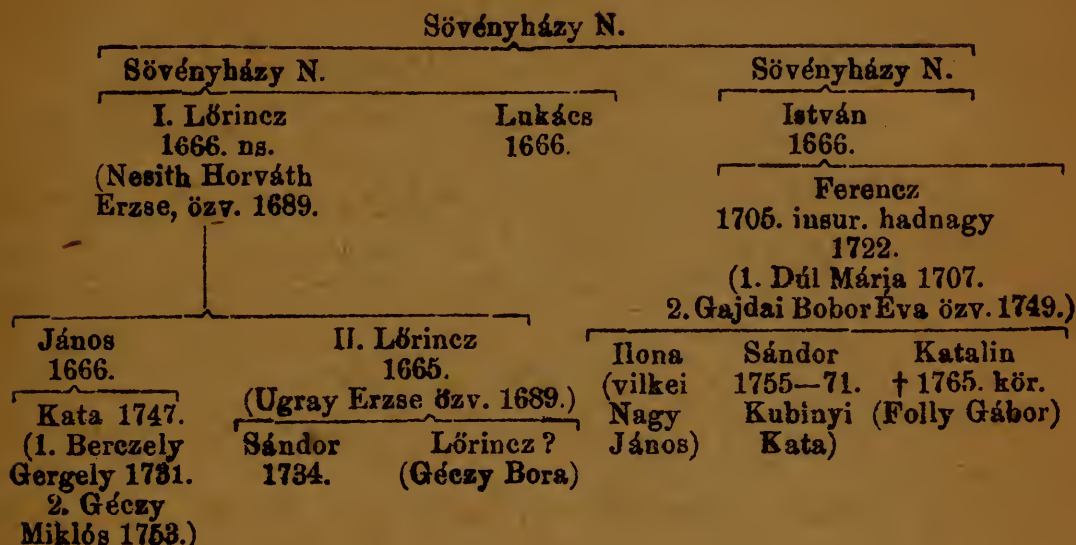 Sövényházy N.
Sövényházy N.
Sövényházy N.
I. Lőrincz
1666. ns.
(Nesith Horváth
Erzse, özv. 1689.
Lukács
1666.
István
1666.
Ferencz
1705. insur. hadnagy
1722.
(1. Dúl Márja 1707.
2. Gajdai Bobor Éva özv. 1749.)
János
1666.
II. Lőrincz
1665.
(Ugray Erzse özv. 1689.)
Kata 1747.
(1. Berczely
Gergely 1731.
2. Géczy
Miklós 1753.)
Sándor
1734.
Lőrincz ?
(Géczy Bora)
Ilona
(vilkei
Nagy
János)
Sándor
1755—71.
Kubinyi
Kata)
Katalin
† 1765. kör.
(Folly Gábor)